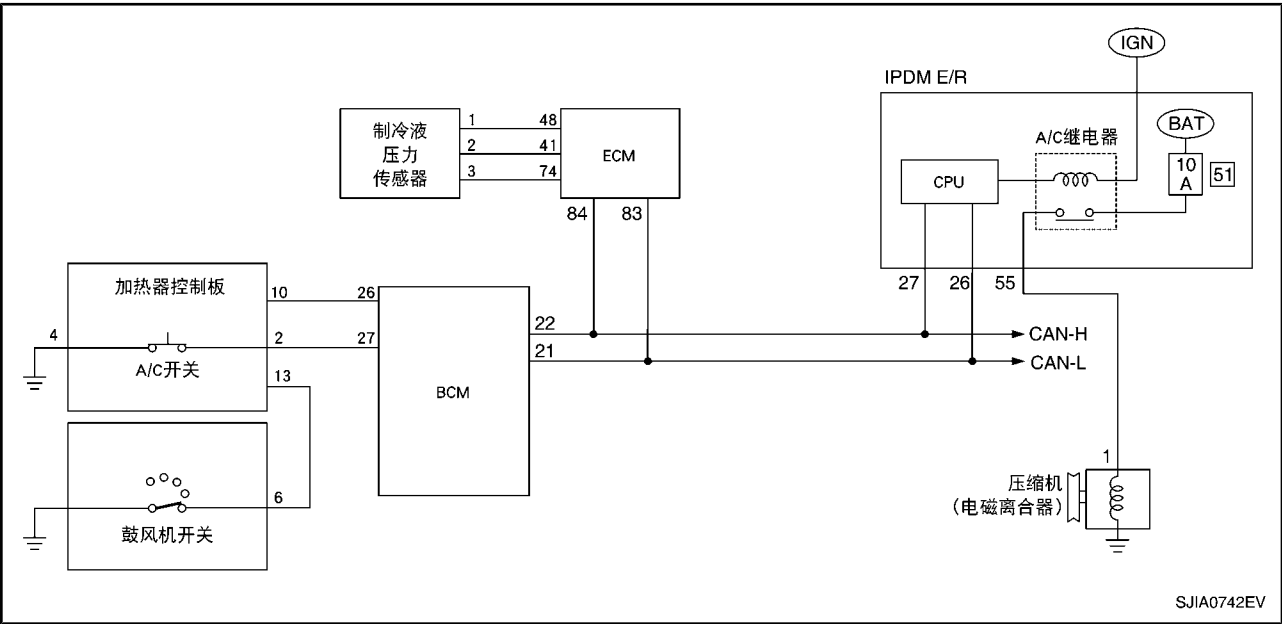 IGN
IPDM E/R
BAT
A/C继电器
10
A
51
CPU
制冷液
压力
传感器
1
2
3
48
41
74
ECM
84
83
27
26
55
加热器控制板
10
26
4
2
27
A/C开关
13
BCM
22
21
CAN-H
CAN-L
6
鼓风机开关
1
压缩机
(电磁离合器)
SJIA0742EV